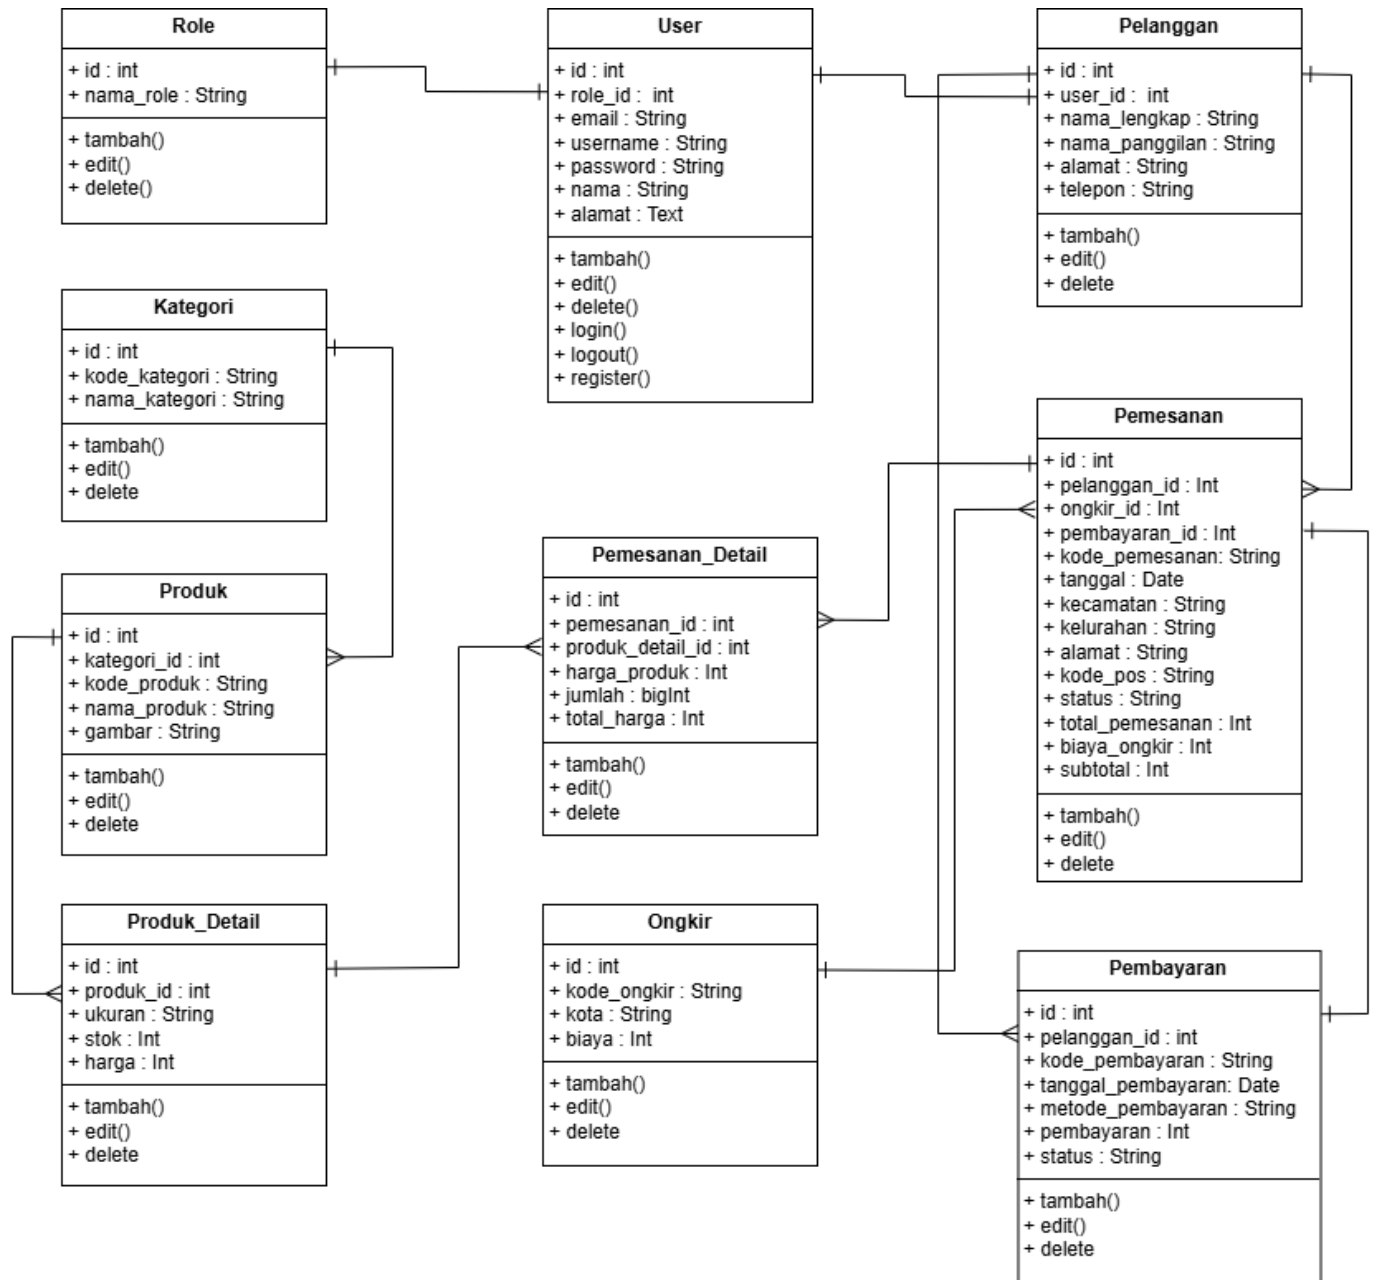 Role
+ id : int
+ nama_role : String
+ tambah()
+ edit()
+ delete()
User
+ id : int
+ role_id :  int
+ email : String
+ username : String
+ password : String
+ nama : String
+ alamat : Text
+ tambah()
+ edit()
+ delete()
+ login()
+ logout()
+ register()
Pelanggan
+ id : int
+ user_id :  int
+ nama_lengkap : String
+ nama_panggilan : String
+ alamat : String
+ telepon : String
+ tambah()
+ edit()
+ delete
Kategori
+ id : int
+ kode_kategori : String
+ nama_kategori : String
+ tambah()
+ edit()
+ delete
Pemesanan
+ id : int
+ pelanggan_id : Int
+ ongkir_id : Int
+ pembayaran_id : Int
+ kode_pemesanan: String
+ tanggal : Date
+ kecamatan : String
+ kelurahan : String
+ alamat : String
+ kode_pos : String
+ status : String
+ total_pemesanan : Int
+ biaya_ongkir : Int
+ subtotal : Int
+ tambah()
+ edit()
+ delete
Produk
+ id : int
+ kategori_id : int
+ kode_produk : String
+ nama_produk : String
+ gambar : String
+ tambah()
+ edit()
+ delete
Pemesanan_Detail
+ id : int
+ pemesanan_id : int
+ produk_detail_id : int
+ harga_produk : Int
+ jumlah : bigInt
+ total_harga : Int
+ tambah()
+ edit()
+ delete
Produk_Detail
+ id : int
+ produk_id : int
+ ukuran : String
+ stok : Int
+ harga : Int
+ tambah()
+ edit()
+ delete
Ongkir
+ id : int
+ kode_ongkir : String
+ kota : String
+ biaya : Int
+ tambah()
+ edit()
+ delete
Pembayaran
+ id : int
+ pelanggan_id : int
+ kode_pembayaran : String
+ tanggal_pembayaran: Date
+ metode_pembayaran : String
+ pembayaran : Int
+ status : String
+ tambah()
+ edit()
+ delete